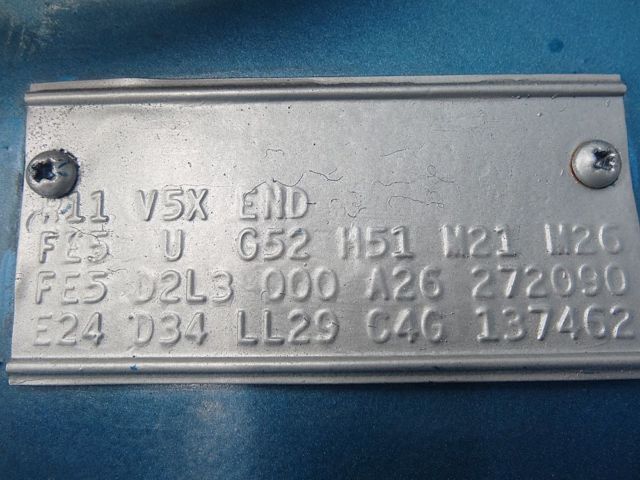 V5X END
FE5 U G52 M51 M21 M26
FE5 D2L3 000 A26 272090
E24 D34 LL29 C4G 137462